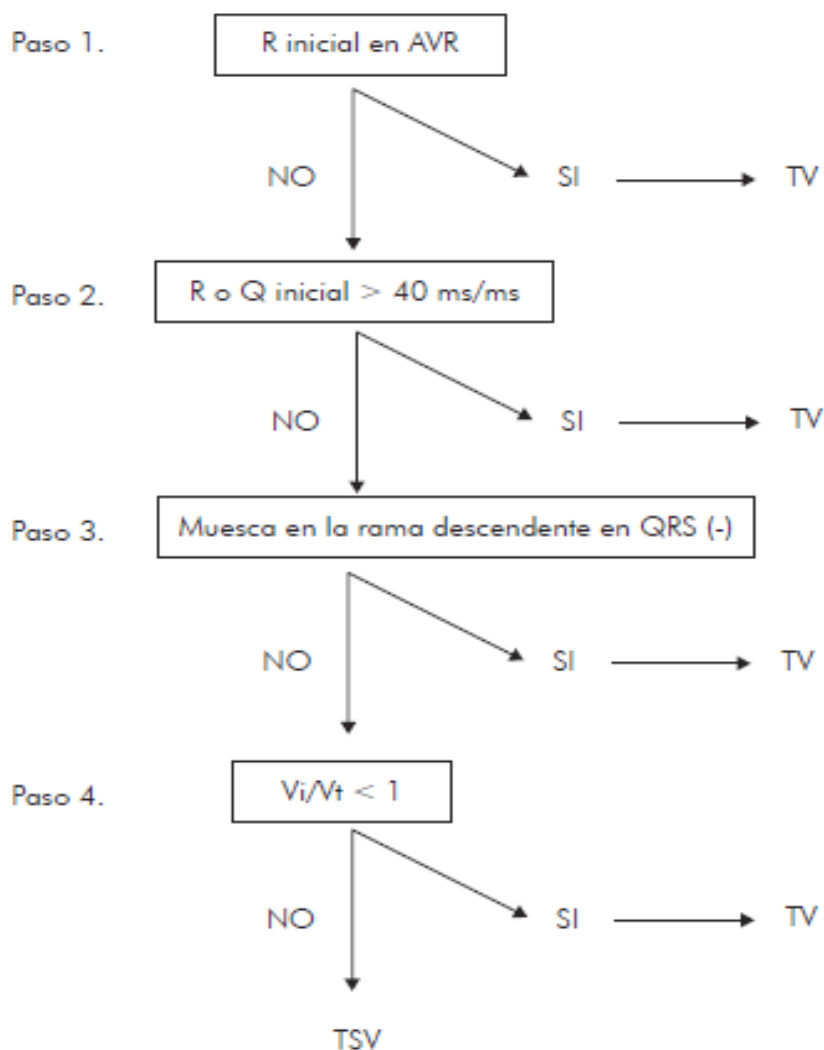 Paso 1.
R inicial en AVR
NO
SI
TV
Paso 2.
R o Q inicial > 40 ms/ms
NO
SI
TV
Paso 3.
Muesca en la rama descendente en QRS (-)
NO
SI
TV
Paso 4.
Vi/Vt < 1
NO
SI
TV
TSV